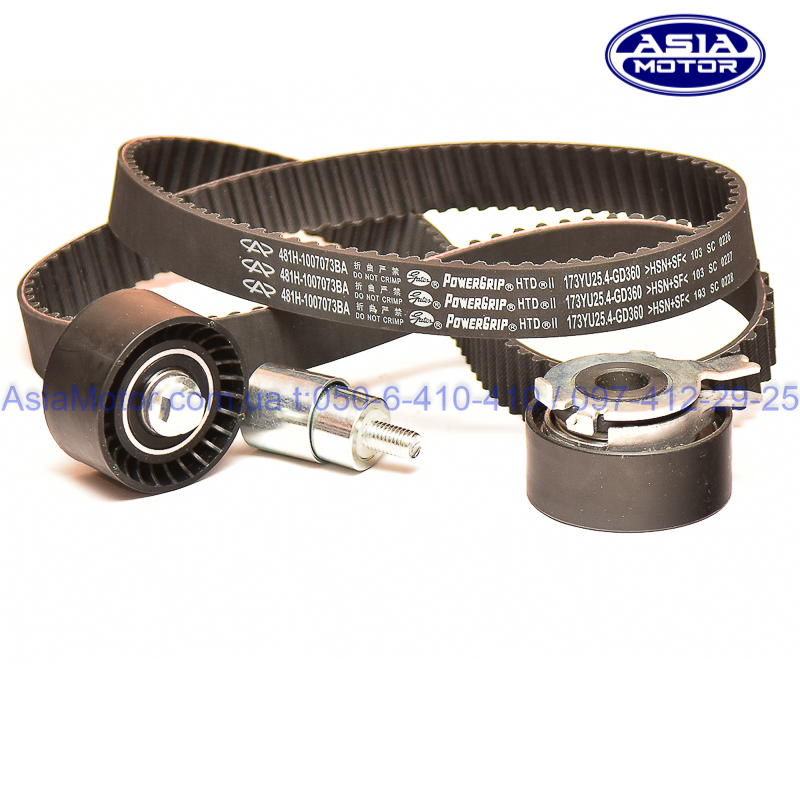 ASIA
MOTOR
481H-1007073BA 折曲严禁 DO NOT CRIMP Gates POWERGRIP® HTD®II 173YU25.4-GD360 >HSN+SF< 103 SC 0226
481H-1007073BA 折曲严禁 DO NOT CRIMP Gates® POWERGRIP® HTD®II 173YU25.4-GD360 >HSN+SF< 103 SC 0227
481H-1007073BA 折曲严禁 DO NOT CRIMP Gates® POWERGRIP® HTD®II 173YU25.4-GD360 >HSN+SF< 103 SC 0228
AsiaMotor.com.ua t:050-6-410-410 / 097-412-29-25